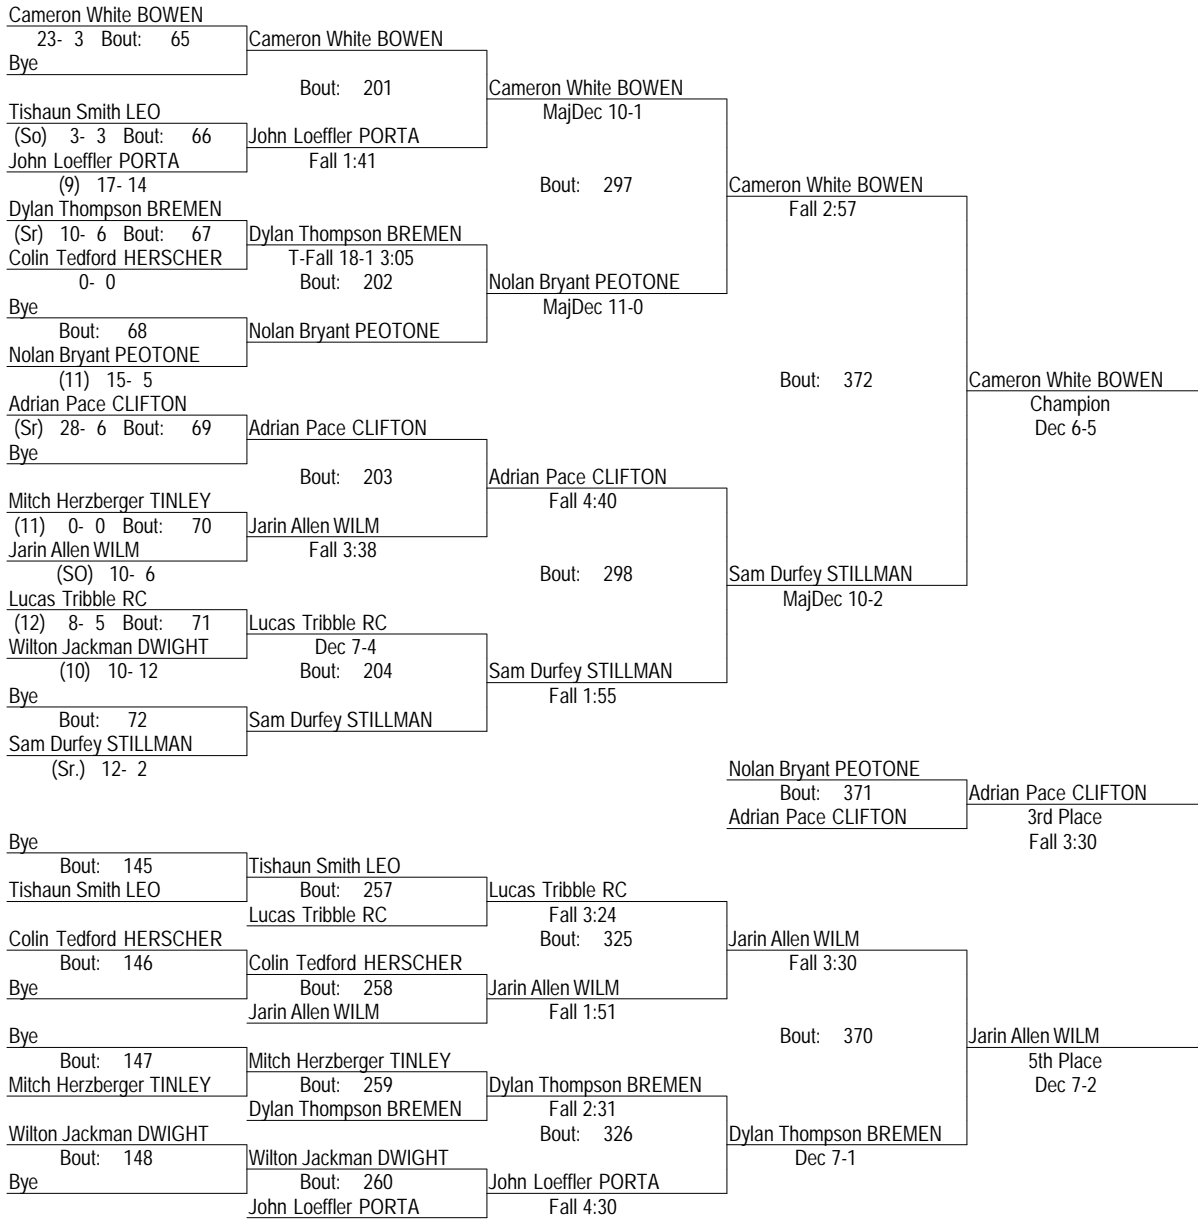 Cameron White BOWEN
23- 3 Bout: 65
Bye
Cameron White BOWEN
Bout: 201
Tishaun Smith LEO
(So) 3- 3 Bout: 66
John Loeffler PORTA
(9) 17- 14
John Loeffler PORTA
Fall 1:41
Cameron White BOWEN
MajDec 10-1
Bout: 297
Dylan Thompson BREMEN
(Sr) 10- 6 Bout: 67
Colin Tedford HERSCHER
0- 0
Dylan Thompson BREMEN
T-Fall 18-1 3:05
Bout: 202
Bye
Bout: 68
Nolan Bryant PEOTONE
(11) 15- 5
Nolan Bryant PEOTONE
Nolan Bryant PEOTONE
MajDec 11-0
Cameron White BOWEN
Fall 2:57
Bout: 372
Cameron White BOWEN
Champion
Dec 6-5
Adrian Pace CLIFTON
(Sr) 28- 6 Bout: 69
Bye
Adrian Pace CLIFTON
Bout: 203
Mitch Herzberger TINLEY
(11) 0- 0 Bout: 70
Jarin Allen WILM
(SO) 10- 6
Jarin Allen WILM
Fall 3:38
Adrian Pace CLIFTON
Fall 4:40
Bout: 298
Lucas Tribble RC
(12) 8- 5 Bout: 71
Wilton Jackman DWIGHT
(10) 10- 12
Lucas Tribble RC
Dec 7-4
Bout: 204
Bye
Bout: 72
Sam Durfey STILLMAN
(Sr.) 12- 2
Sam Durfey STILLMAN
Sam Durfey STILLMAN
Fall 1:55
Sam Durfey STILLMAN
MajDec 10-2
Nolan Bryant PEOTONE
Bout: 371
Adrian Pace CLIFTON
Adrian Pace CLIFTON
3rd Place
Fall 3:30
Bye
Bout: 145
Tishaun Smith LEO
Tishaun Smith LEO
Bout: 257
Lucas Tribble RC
Lucas Tribble RC
Fall 3:24
Bout: 325
Colin Tedford HERSCHER
Bout: 146
Bye
Colin Tedford HERSCHER
Bout: 258
Jarin Allen WILM
Jarin Allen WILM
Fall 1:51
Jarin Allen WILM
Fall 3:30
Bout: 370
Jarin Allen WILM
5th Place
Dec 7-2
Bye
Bout: 147
Mitch Herzberger TINLEY
Mitch Herzberger TINLEY
Bout: 259
Dylan Thompson BREMEN
Dylan Thompson BREMEN
Fall 2:31
Bout: 326
Wilton Jackman DWIGHT
Bout: 148
Bye
Wilton Jackman DWIGHT
Bout: 260
John Loeffler PORTA
John Loeffler PORTA
Fall 4:30
Dylan Thompson BREMEN
Dec 7-1